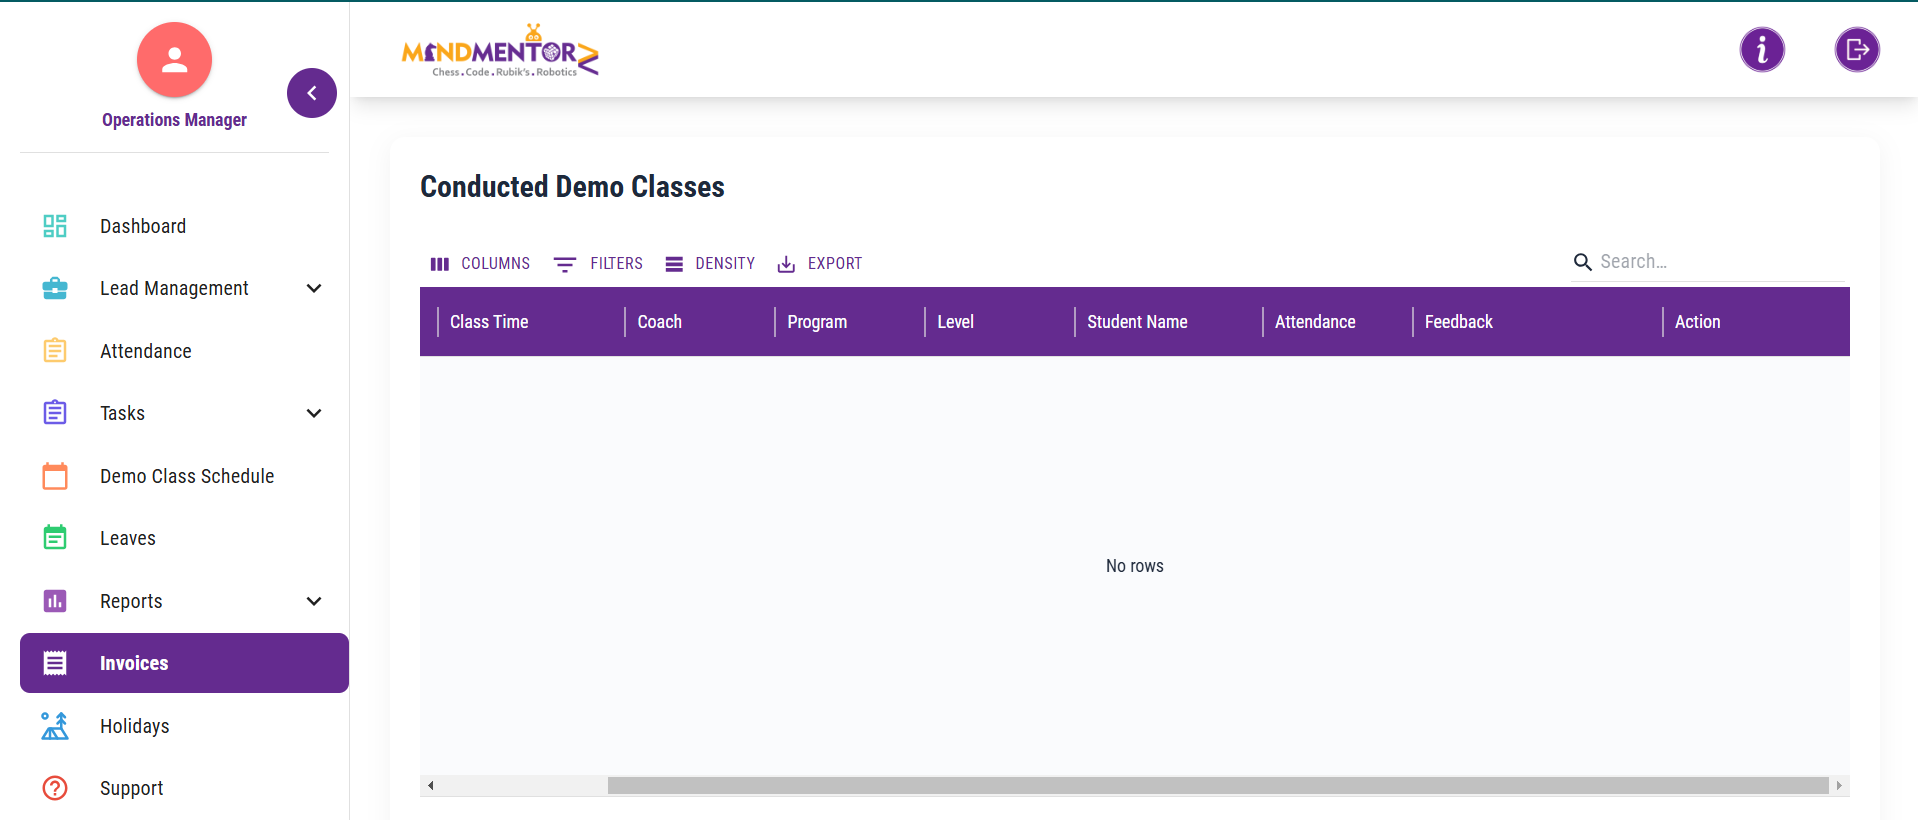 Operations Manager
Dashboard
Lead Management
Attendance
Tasks
Demo Class Schedule
Leaves
Reports
Invoices
Holidays
Support
MINDMENTORZ
Chess.Code.Rubik's.Robotics
i
Conducted Demo Classes
COLUMNS FILTERS DENSITY EXPORT
Search...
Class Time Coach Program Level Student Name Attendance Feedback Action
No rows